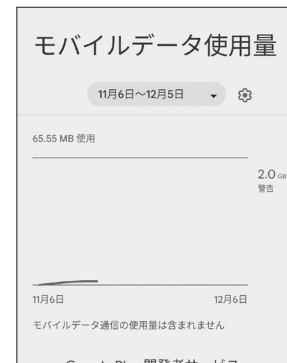 モバイルデータ使用量
11月6日～12月5日
65.55 MB 使用
2.0 GB
警告
11月6日 12月6日
モバイルデータ通信の使用量は含まれません